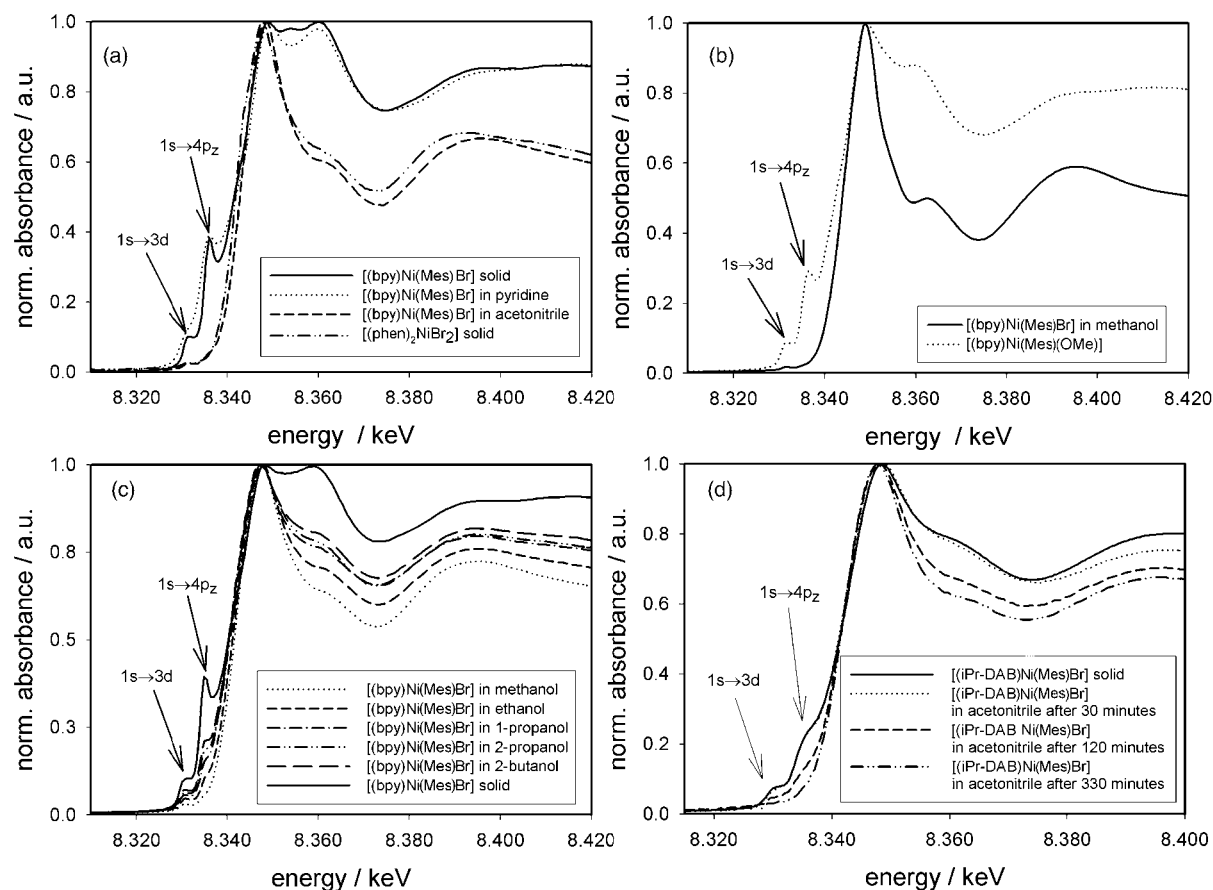 (a)
norm. absorbance / a.u.
1.0
0.8
0.6
0.4
0.2
0.0
1s→4pz
1s→3d
[(bpy)Ni(Mes)Br] solid
[(bpy)Ni(Mes)Br] in pyridine
[(bpy)Ni(Mes)Br] in acetonitrile
[(phen)2NiBr2] solid
8.320 8.340 8.360 8.380 8.400 8.420
energy / keV
(b)
norm. absorbance / a.u.
1.0
0.8
0.6
0.4
0.2
0.0
1s→4pz
1s→3d
[(bpy)Ni(Mes)Br] in methanol
[(bpy)Ni(Mes)(OMe)]
8.320 8.340 8.360 8.380 8.400 8.420
energy / keV
(c)
norm. absorbance / a.u.
1.0
0.8
0.5
0.3
0.0
1s→4pz
1s→3d
[(bpy)Ni(Mes)Br] in methanol
[(bpy)Ni(Mes)Br] in ethanol
[(bpy)Ni(Mes)Br] in 1-propanol
[(bpy)Ni(Mes)Br] in 2-propanol
[(bpy)Ni(Mes)Br] in 2-butanol
[(bpy)Ni(Mes)Br] solid
8.320 8.340 8.360 8.380 8.400 8.420
energy / keV
(d)
norm. absorbance / a.u.
1.0
0.8
0.6
0.4
0.2
0.0
1s→4pz
1s→3d
[(iPr-DAB)Ni(Mes)Br] solid
[(iPr-DAB)Ni(Mes)Br]
in acetonitrile after 30 minutes
[(iPr-DAB Ni(Mes)Br]
in acetonitrile after 120 minutes
[(iPr-DAB)Ni(Mes)Br]
in acetonitrile after 330 minutes
8.320 8.340 8.360 8.380 8.400
energy / keV